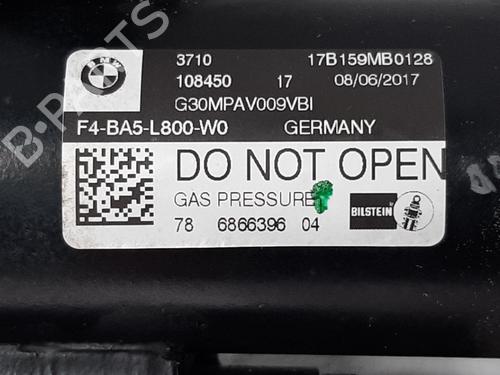 B-PARTS
BMW
3710 17B159MB0128
108450 17 08/06/2017
G30MPAV009VBI
F4-BA5-L800-W0 GERMANY
DO NOT OPEN
GAS PRESSURE
78 6866396 04
BILSTEIN